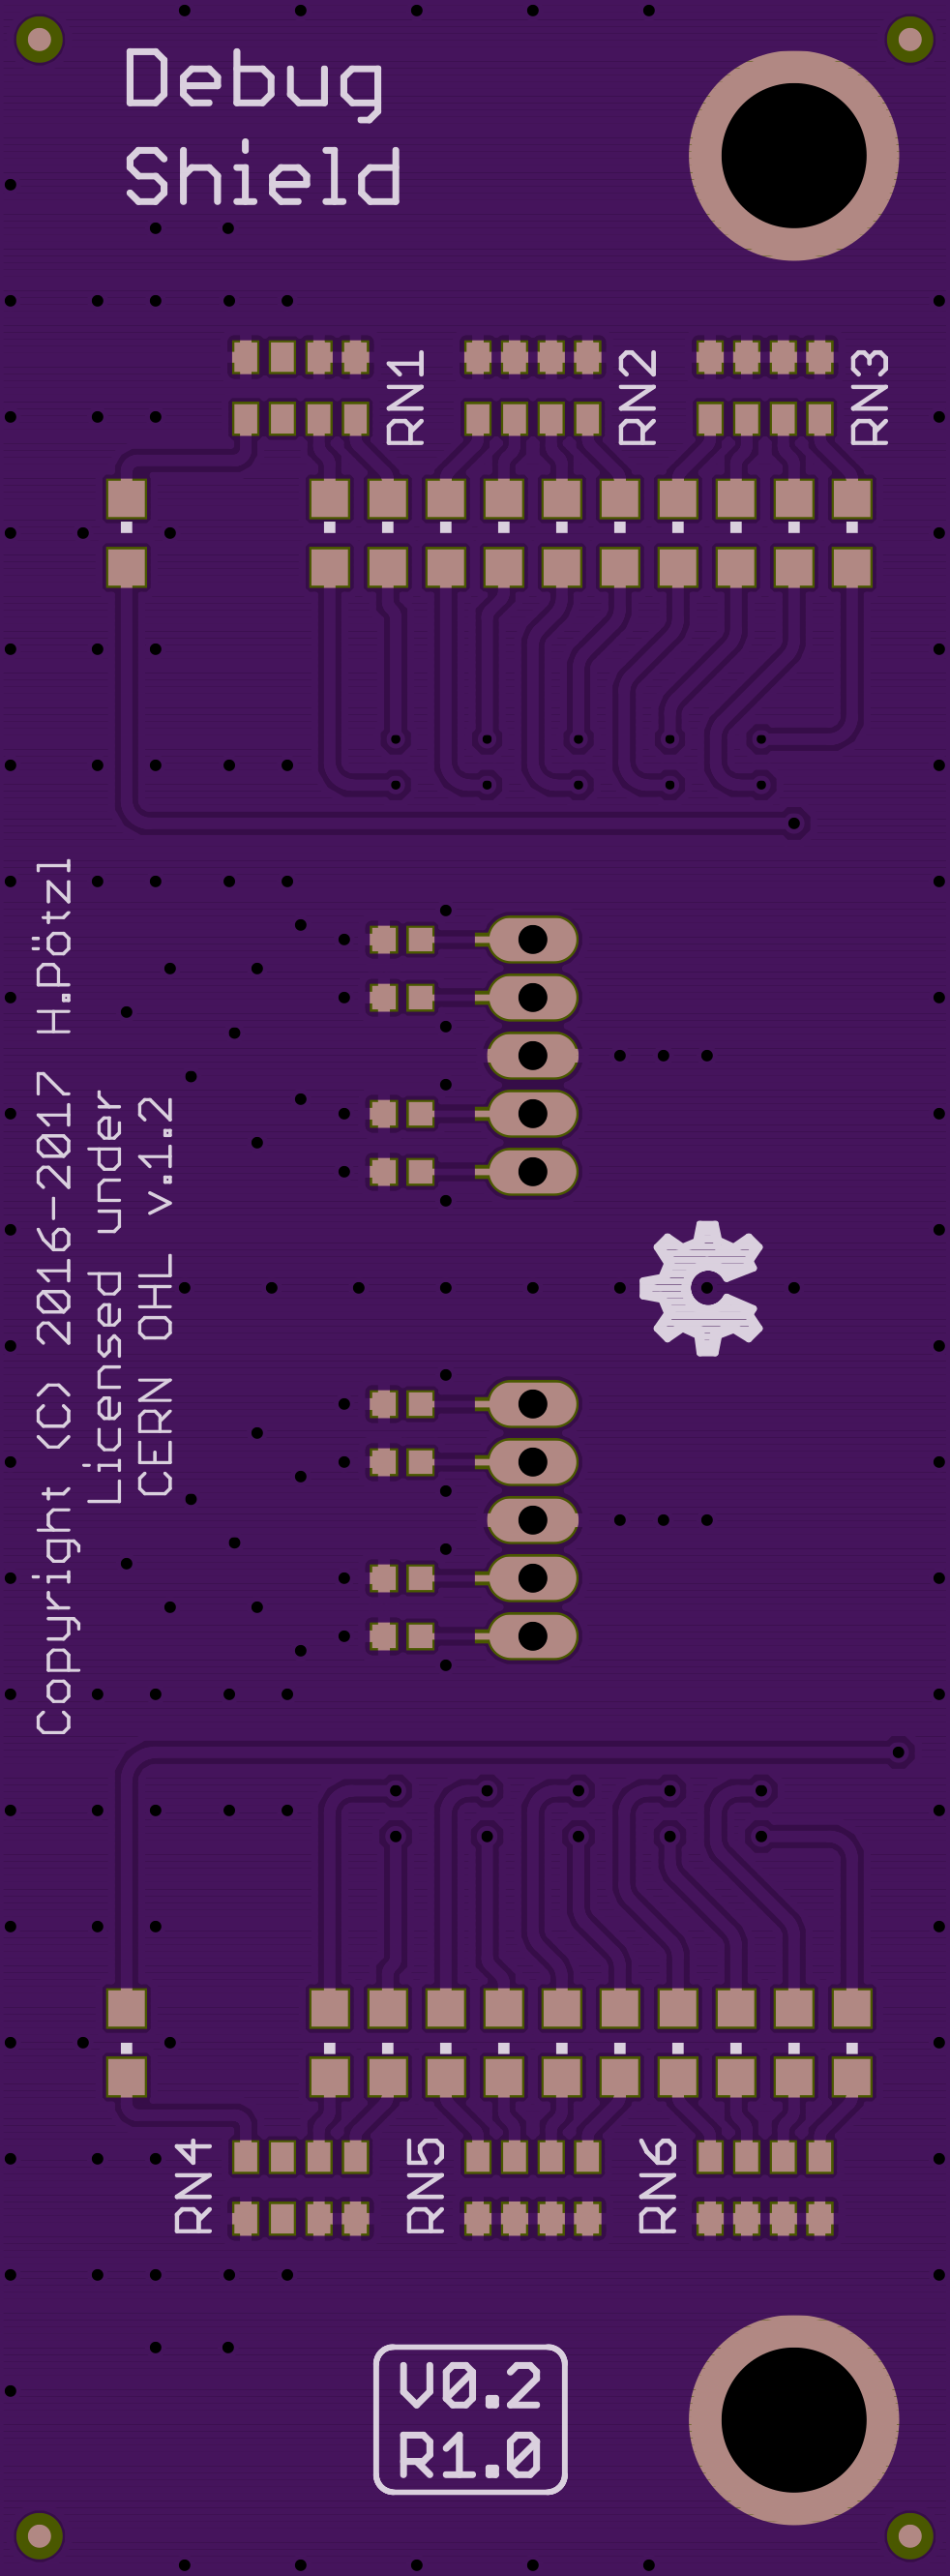 Debug
Shield
RN1
RN2
RN3
Copyright (C) 2016-2017 H.Pötzl
Licensed under
CERN OHL v.1.2
RN4
RN5
RN6
V0.2
R1.0